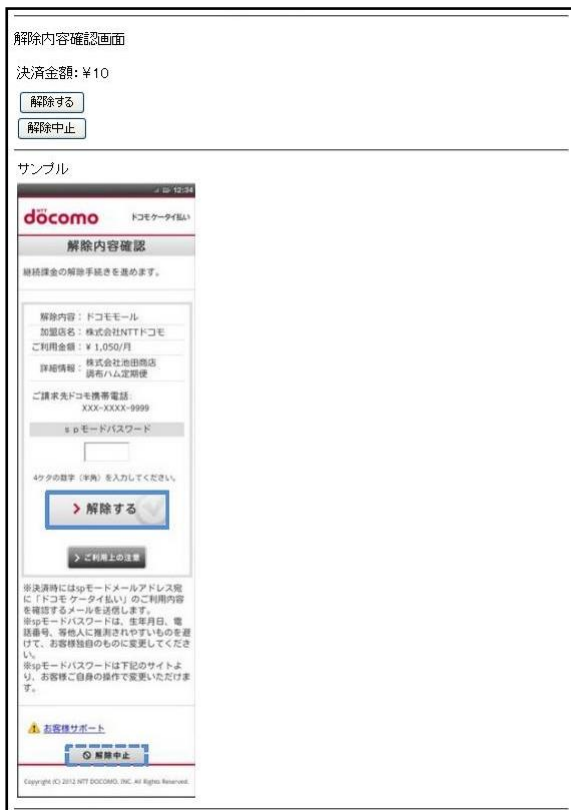 解除内容確認画面
決済金額:¥10
解除する
解除中止
サンプル
12:34
NTT
döcomo ドコモケータイ払い
解除内容確認
継続課金の解除手続きを進めます。
解除内容：ドコモモール
加盟店名：株式会社NTTドコモ
ご利用金額：¥ 1,050/月
詳細情報：株式会社池田商店
調布ハム定期便
ご請求先ドコモ携帯電話:
XXX-XXXX-9999
spモードパスワード
4ケタの数字（半角）を入力してください。
解除する
ご利用上の注意
※決済時にはspモードメールアドレス宛
に「ドコモ ケータイ払い」のご利用内容
を確認するメールを送信します。
※spモードパスワードは、生年月日、電
話番号、等他人に推測されやすいものを避
けて、お客様独自のものに変更してくださ
い。
※spモードパスワードは下記のサイトよ
り、お客様ご自身の操作で変更いただけま
す。
お客様サポート
解除中止
Copyright (C) 2012 NTT DOCOMO, INC. All Rights Reserved.